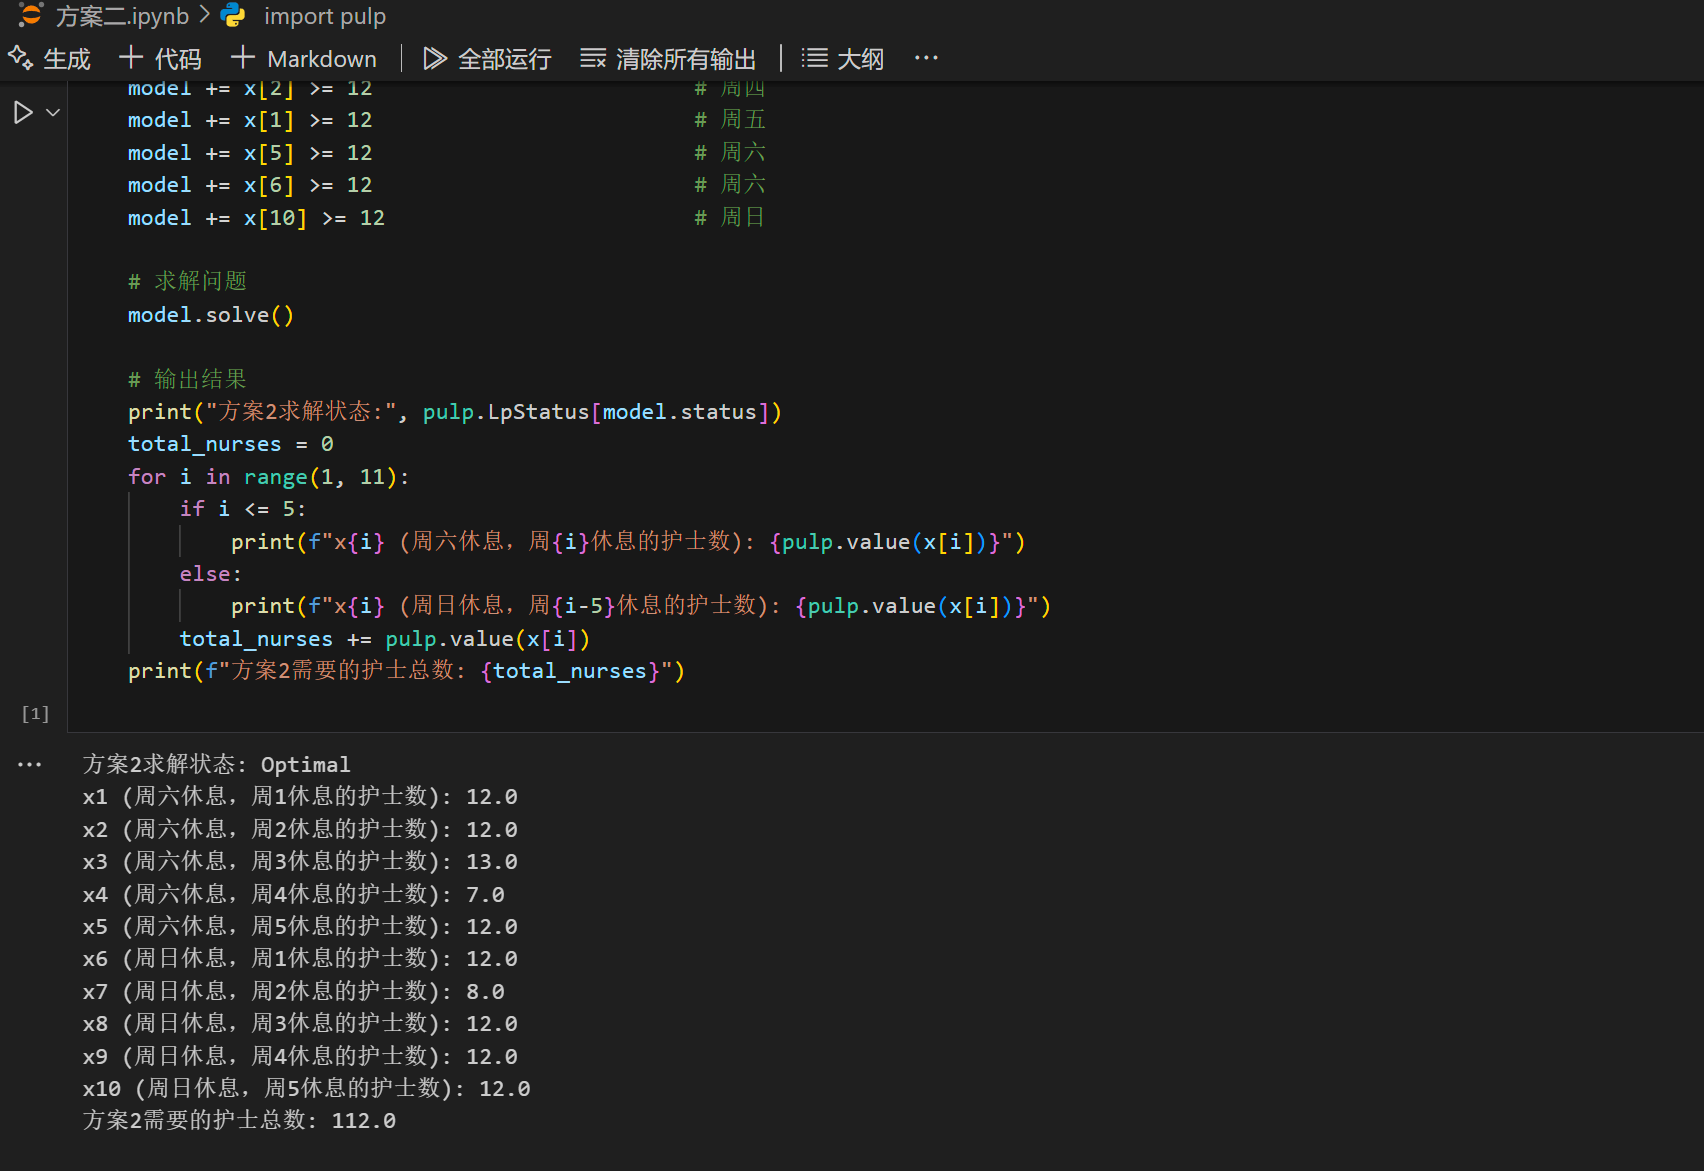 方案二.ipynb > import pulp
生成 + 代码 + Markdown | 全部运行 清除所有输出 | 大纲 ...
model += x[2] >= 12 # 周四
model += x[1] >= 12 # 周五
model += x[5] >= 12 # 周六
model += x[6] >= 12 # 周六
model += x[10] >= 12 # 周日
# 求解问题
model.solve()
# 输出结果
print("方案2求解状态:", pulp.LpStatus[model.status])
total_nurses = 0
for i in range(1, 11):
    if i <= 5:
        print(f"x{i} (周六休息，周{i}休息的护士数): {pulp.value(x[i])}")
    else:
        print(f"x{i} (周日休息，周{i-5}休息的护士数): {pulp.value(x[i])}")
    total_nurses += pulp.value(x[i])
print(f"方案2需要的护士总数: {total_nurses}")
[1]
... 方案2求解状态: Optimal
x1 (周六休息，周1休息的护士数): 12.0
x2 (周六休息，周2休息的护士数): 12.0
x3 (周六休息，周3休息的护士数): 13.0
x4 (周六休息，周4休息的护士数): 7.0
x5 (周六休息，周5休息的护士数): 12.0
x6 (周日休息，周1休息的护士数): 12.0
x7 (周日休息，周2休息的护士数): 8.0
x8 (周日休息，周3休息的护士数): 12.0
x9 (周日休息，周4休息的护士数): 12.0
x10 (周日休息，周5休息的护士数): 12.0
方案2需要的护士总数: 112.0